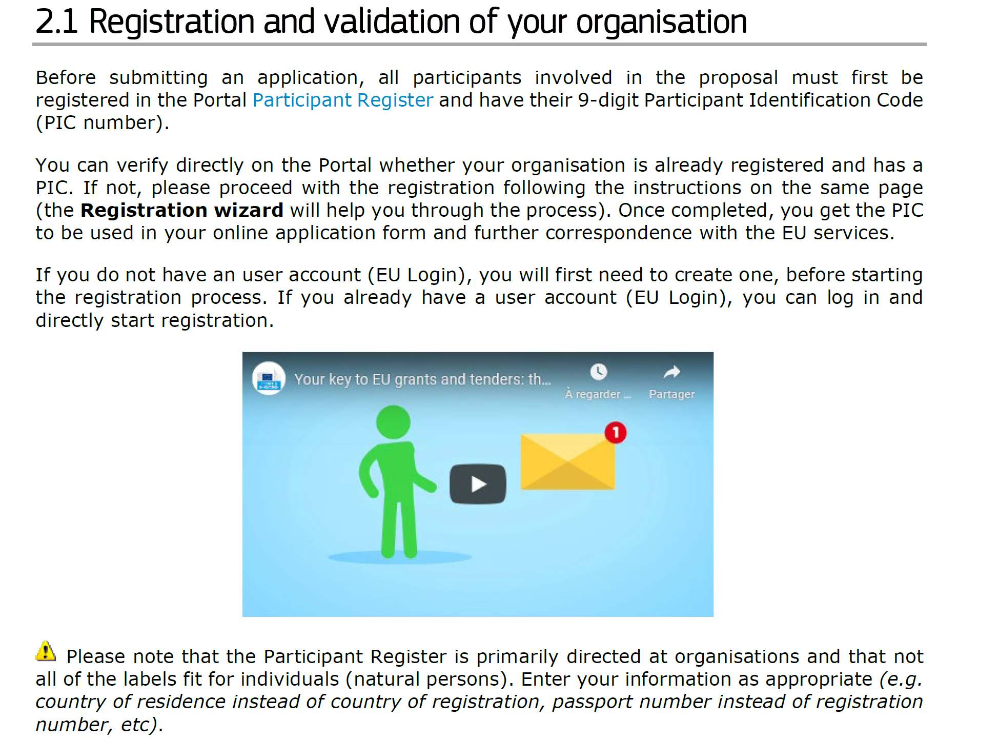 2.1 Registration and validation of your organisation
Before submitting an application, all participants involved in the proposal must first be
registered in the Portal Participant Register and have their 9-digit Participant Identification Code
(PIC number).
You can verify directly on the Portal whether your organisation is already registered and has a
PIC. If not, please proceed with the registration following the instructions on the same page
(the Registration wizard will help you through the process). Once completed, you get the PIC
to be used in your online application form and further correspondence with the EU services.
If you do not have an user account (EU Login), you will first need to create one, before starting
the registration process. If you already have a user account (EU Login), you can log in and
directly start registration.
Your key to EU grants and tenders: th...
À regarder ...
Partager
1
Please note that the Participant Register is primarily directed at organisations and that not
all of the labels fit for individuals (natural persons). Enter your information as appropriate (e.g.
country of residence instead of country of registration, passport number instead of registration
number, etc).